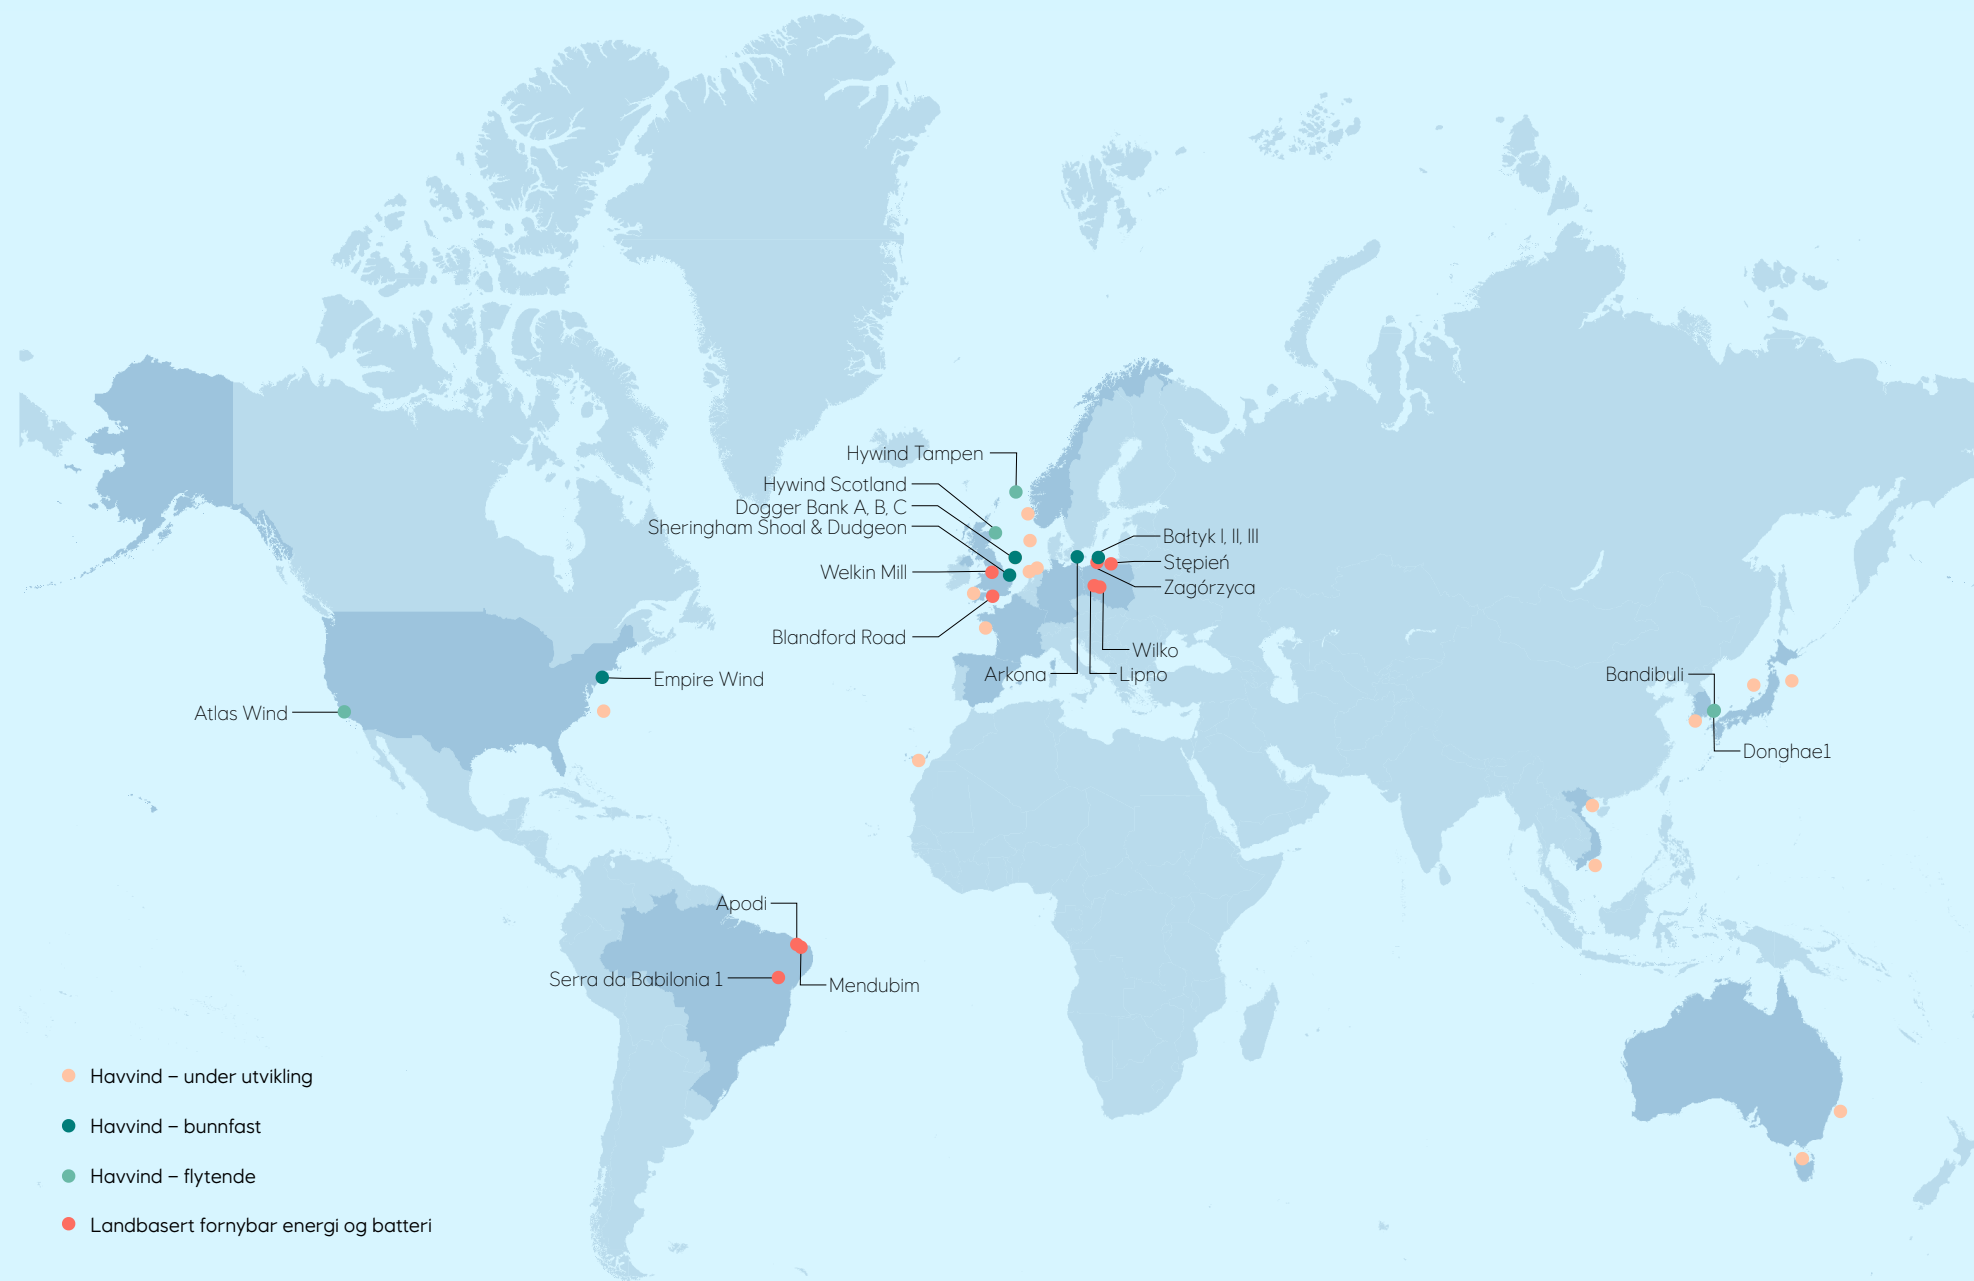 Hywind Tampen
Hywind Scotland
Dogger Bank A, B, C
Sheringham Shoal & Dudgeon
Bałtyk I, II, III
Stępień
Welkin Mill
Zagórzyca
Blandford Road
Wilko
Arkona
Lipno
Empire Wind
Bandibuli
Atlas Wind
Donghae1
Apodi
Serra da Babilonia 1
Mendubim
Havvind – under utvikling
Havvind – bunnfast
Havvind – flytende
Landbasert fornybar energi og batteri